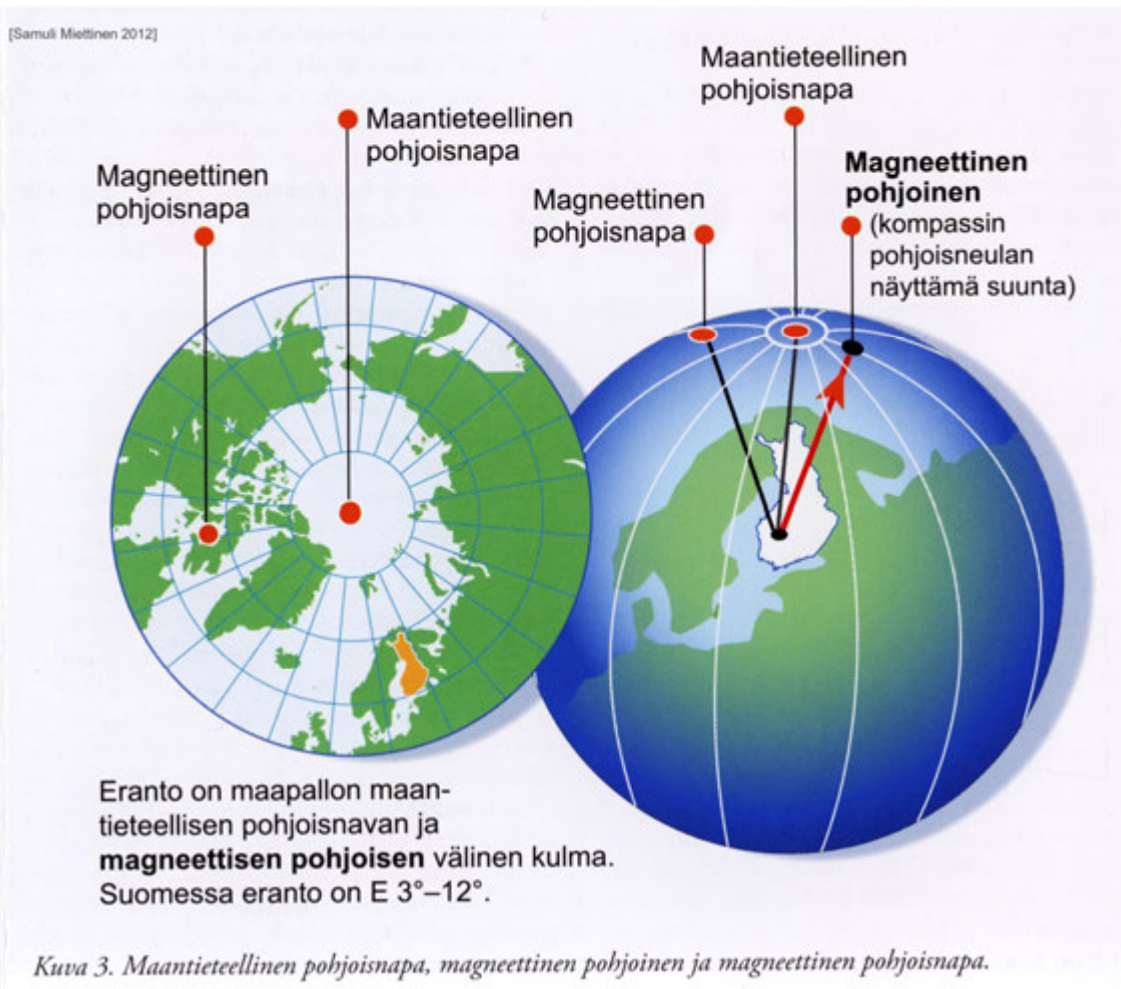 [Samuli Miettinen 2012]
Maantieteellinen
pohjoisnapa
Magneettinen
pohjoisnapa
Maantieteellinen
pohjoisnapa
Magneettinen
pohjoisnapa
Magneettinen
pohjoinen
(kompassin
pohjoisneulan
näyttämä suunta)
Eranto on maapallon maan-
tieteellisen pohjoisnavan ja
magneettisen pohjoisen välinen kulma.
Suomessa eranto on E 3°–12°.
Kuva 3. Maantieteellinen pohjoisnapa, magneettinen pohjoinen ja magneettinen pohjoisnapa.